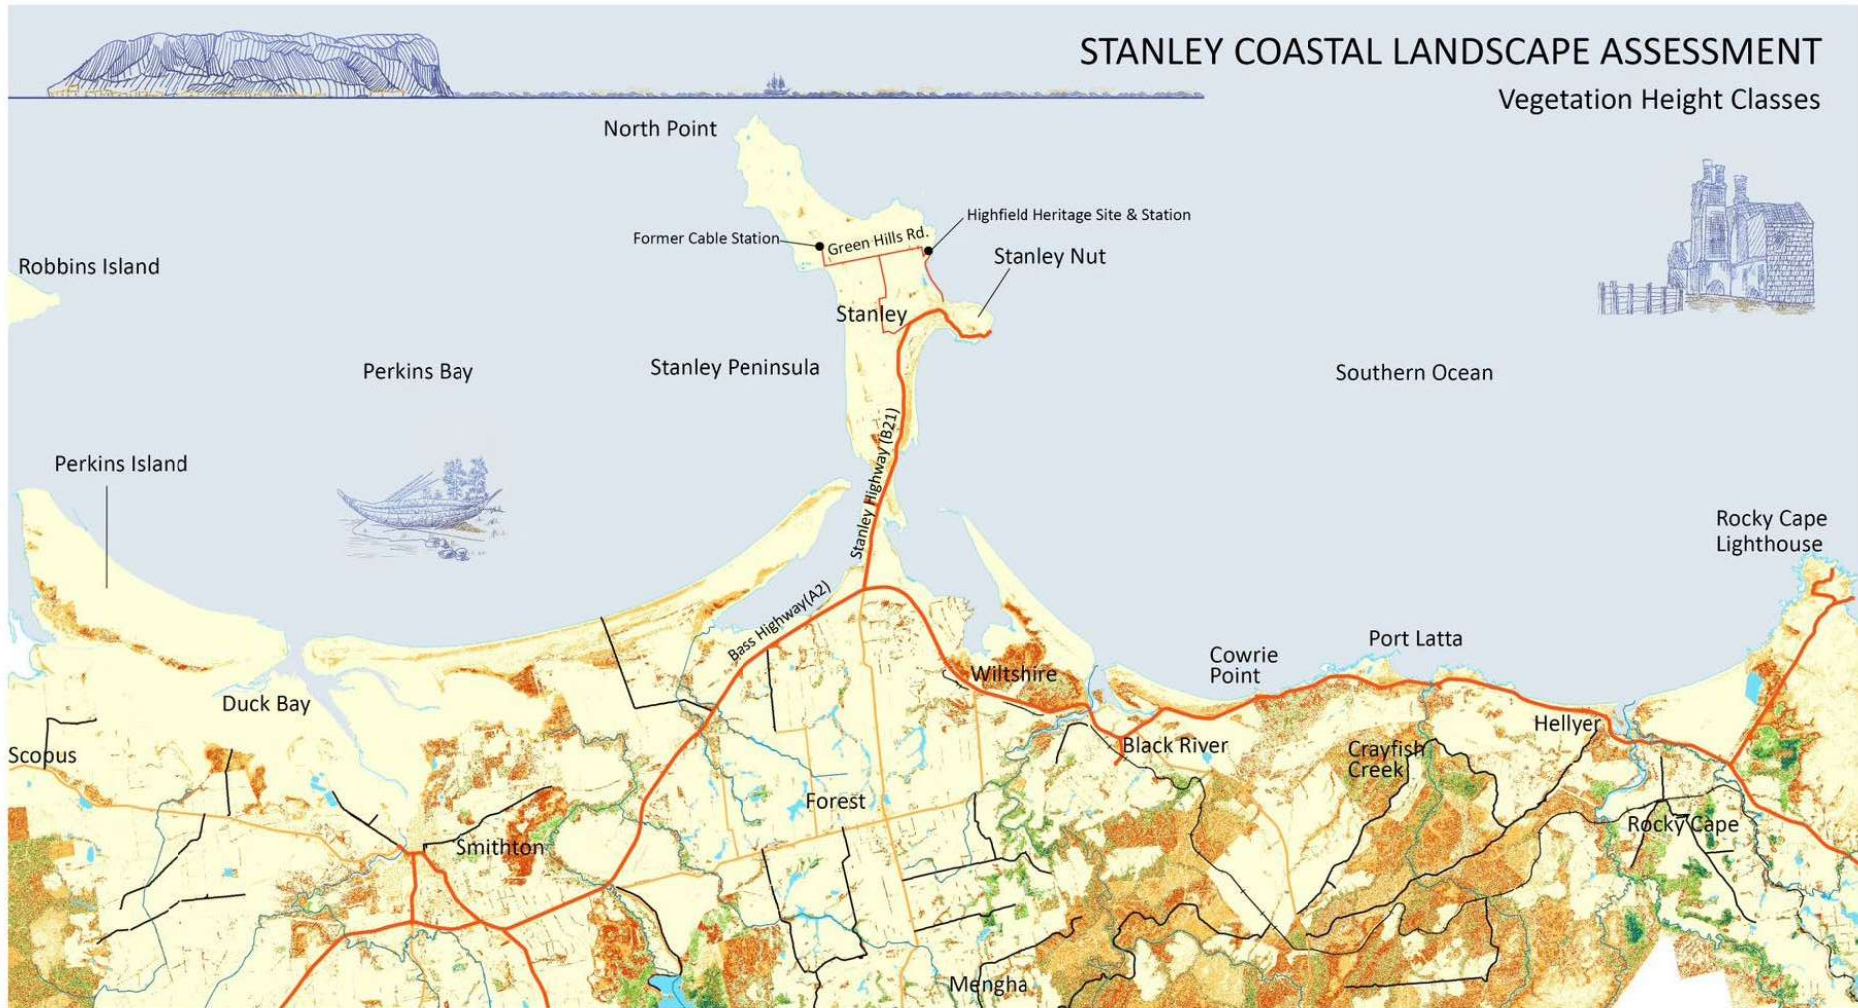 STANLEY COASTAL LANDSCAPE ASSESSMENT
Vegetation Height Classes
North Point
Highfield Heritage Site & Station
Former Cable Station
Green Hills Rd.
Stanley Nut
Robbins Island
Stanley
Perkins Bay
Stanley Peninsula
Southern Ocean
Perkins Island
Stanley Highway (B21)
Rocky Cape
Lighthouse
Bass Highway(A2)
Port Latta
Cowrie
Point
Wiltshire
Duck Bay
Hellyer
Black River
Scopus
Crayfish
Creek
Forest
Rocky Cape
Smithton
Mengha